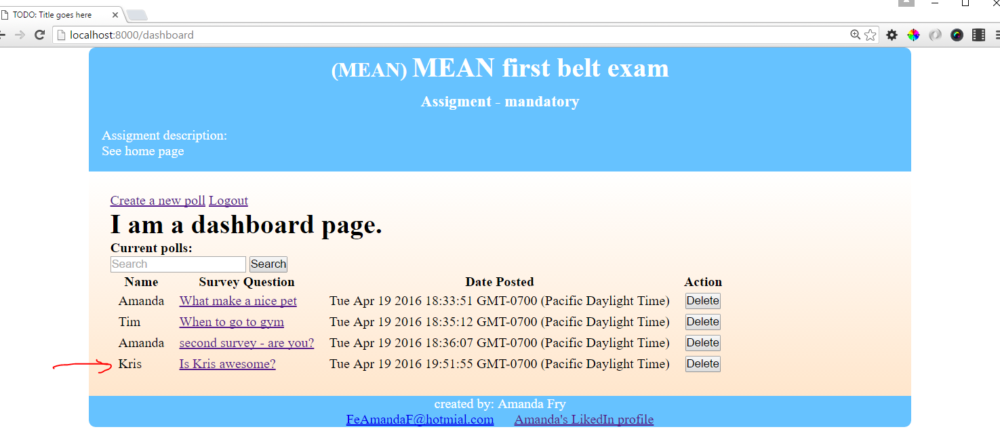 TODO: Title goes here
localhost:8000/dashboard
(MEAN) MEAN first belt exam
Assigment - mandatory
Assigment description:
See home page
Create a new poll Logout
I am a dashboard page.
Current polls:
Search Search
Name Survey Question Date Posted Action
Amanda What make a nice pet Tue Apr 19 2016 18:33:51 GMT-0700 (Pacific Daylight Time) Delete
Tim When to go to gym Tue Apr 19 2016 18:35:12 GMT-0700 (Pacific Daylight Time) Delete
Amanda second survey - are you? Tue Apr 19 2016 18:36:07 GMT-0700 (Pacific Daylight Time) Delete
Kris Is Kris awesome? Tue Apr 19 2016 19:51:55 GMT-0700 (Pacific Daylight Time) Delete
created by: Amanda Fry
FeAmandaF@hotmial.com Amanda's LikedIn profile